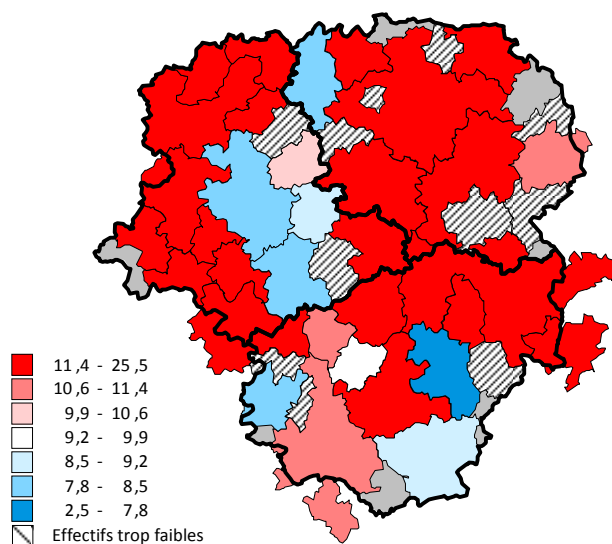 11,4 - 25,5
10,6 - 11,4
9,9 - 10,6
9,2 - 9,9
8,5 - 9,2
7,8 - 8,5
2,5 - 7,8
Effectifs trop faibles